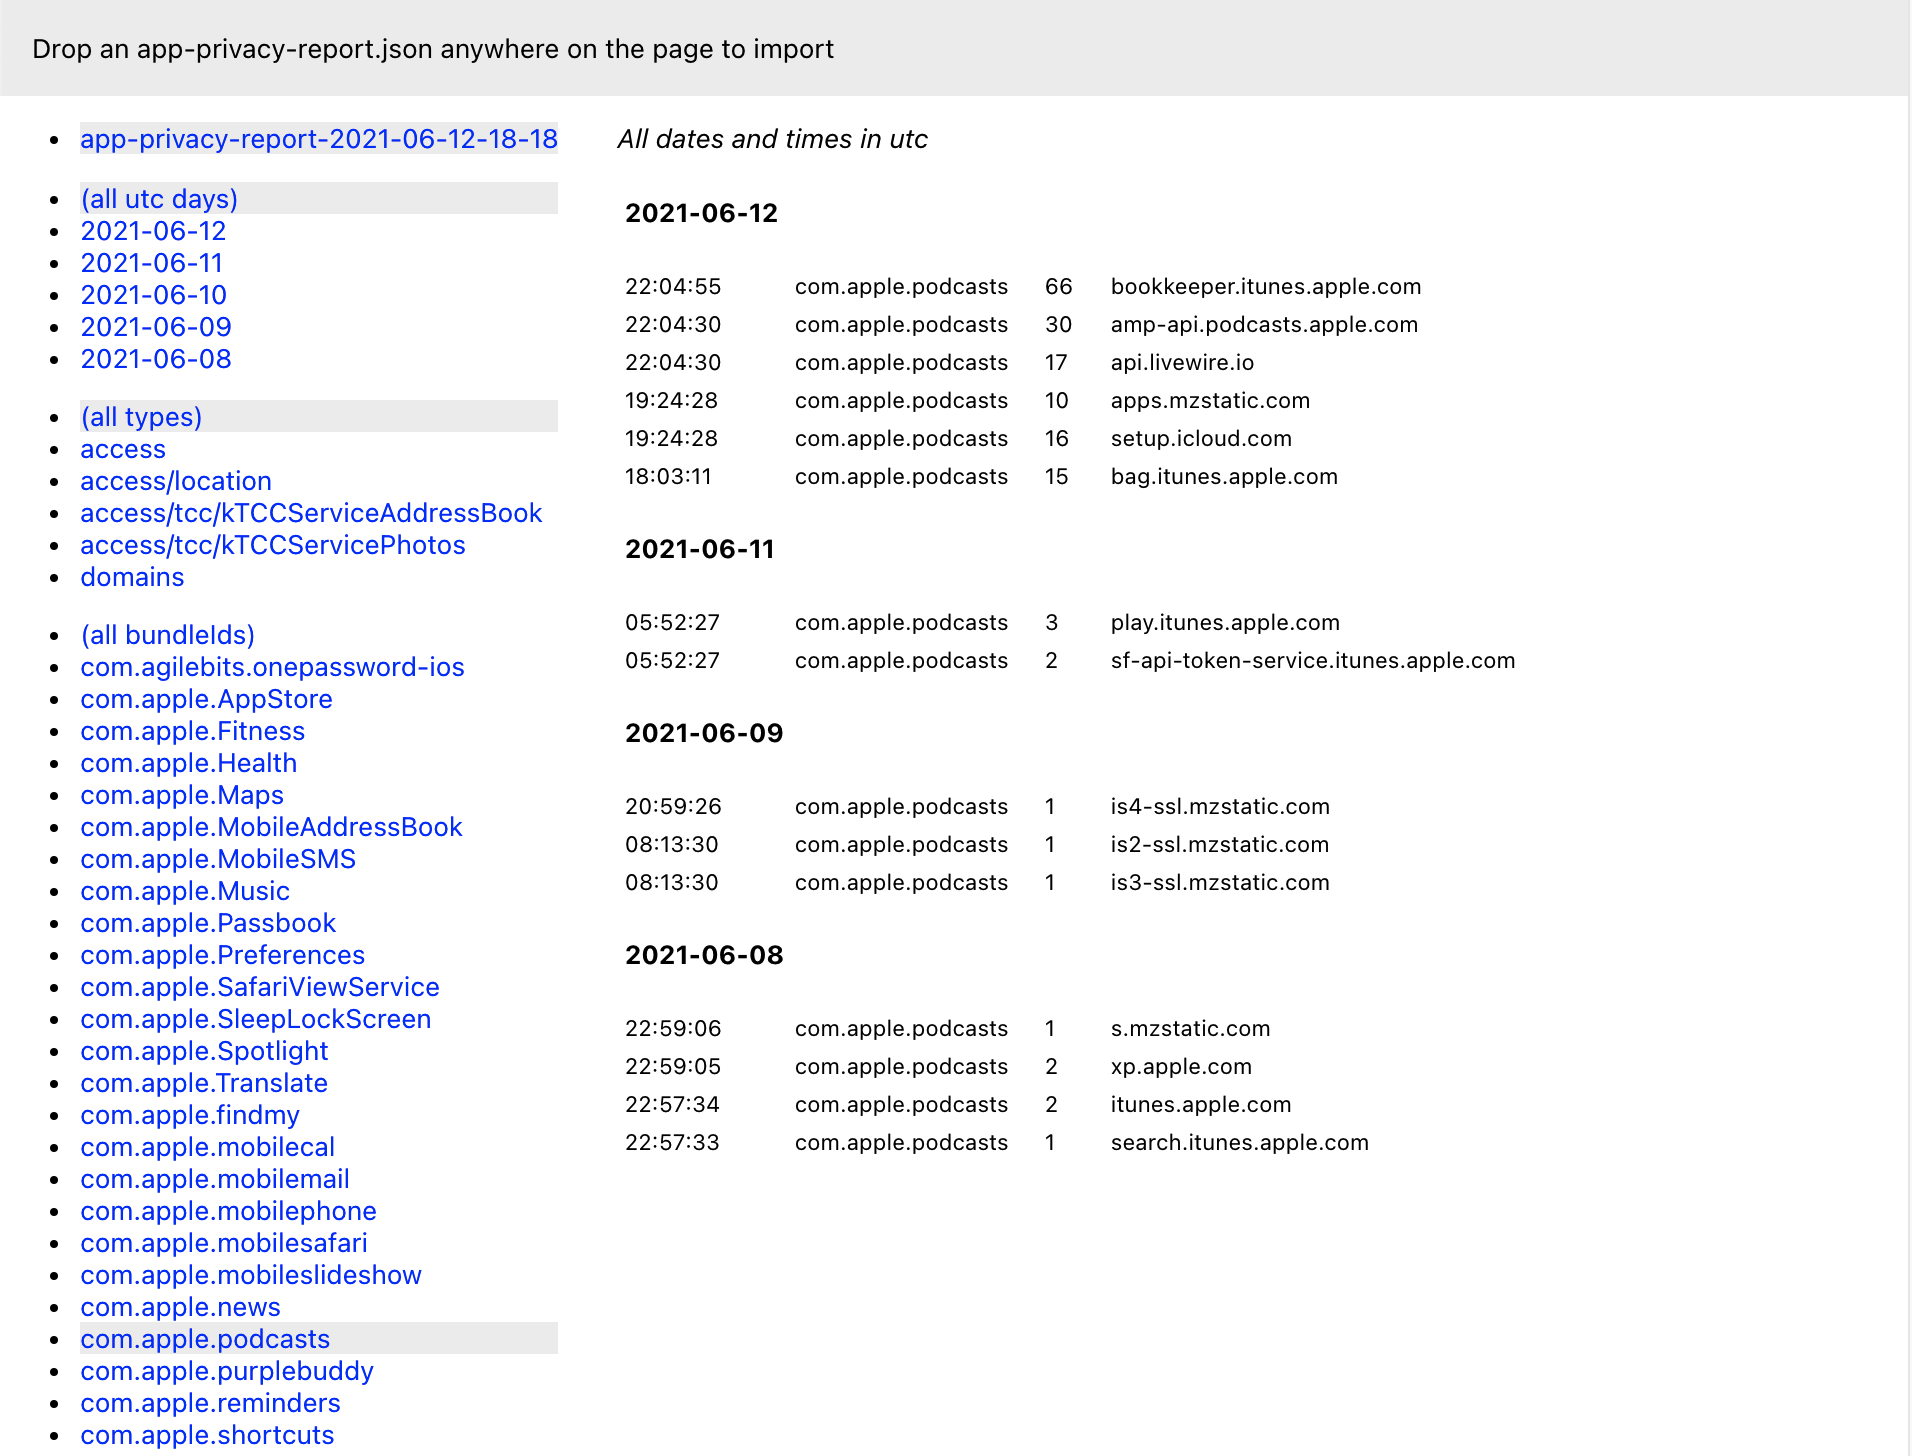 Drop an app-privacy-report.json anywhere on the page to import
app-privacy-report-2021-06-12-18-18
(all utc days)
2021-06-12
2021-06-11
2021-06-10
2021-06-09
2021-06-08
(all types)
access
access/location
access/tcc/kTCCServiceAddressBook
access/tcc/kTCCServicePhotos
domains
(all bundleIds)
com.agilebits.onepassword-ios
com.apple.AppStore
com.apple.Fitness
com.apple.Health
com.apple.Maps
com.apple.MobileAddressBook
com.apple.MobileSMS
com.apple.Music
com.apple.Passbook
com.apple.Preferences
com.apple.SafariViewService
com.apple.SleepLockScreen
com.apple.Spotlight
com.apple.Translate
com.apple.findmy
com.apple.mobilecal
com.apple.mobilemail
com.apple.mobilephone
com.apple.mobilesafari
com.apple.mobileslideshow
com.apple.news
com.apple.podcasts
com.apple.purplebuddy
com.apple.reminders
com.apple.shortcuts
All dates and times in utc
2021-06-12
22:04:55 com.apple.podcasts 66 bookkeeper.itunes.apple.com
22:04:30 com.apple.podcasts 30 amp-api.podcasts.apple.com
22:04:30 com.apple.podcasts 17 api.livewire.io
19:24:28 com.apple.podcasts 10 apps.mzstatic.com
19:24:28 com.apple.podcasts 16 setup.icloud.com
18:03:11 com.apple.podcasts 15 bag.itunes.apple.com
2021-06-11
05:52:27 com.apple.podcasts 3 play.itunes.apple.com
05:52:27 com.apple.podcasts 2 sf-api-token-service.itunes.apple.com
2021-06-09
20:59:26 com.apple.podcasts 1 is4-ssl.mzstatic.com
08:13:30 com.apple.podcasts 1 is2-ssl.mzstatic.com
08:13:30 com.apple.podcasts 1 is3-ssl.mzstatic.com
2021-06-08
22:59:06 com.apple.podcasts 1 s.mzstatic.com
22:59:05 com.apple.podcasts 2 xp.apple.com
22:57:34 com.apple.podcasts 2 itunes.apple.com
22:57:33 com.apple.podcasts 1 search.itunes.apple.com